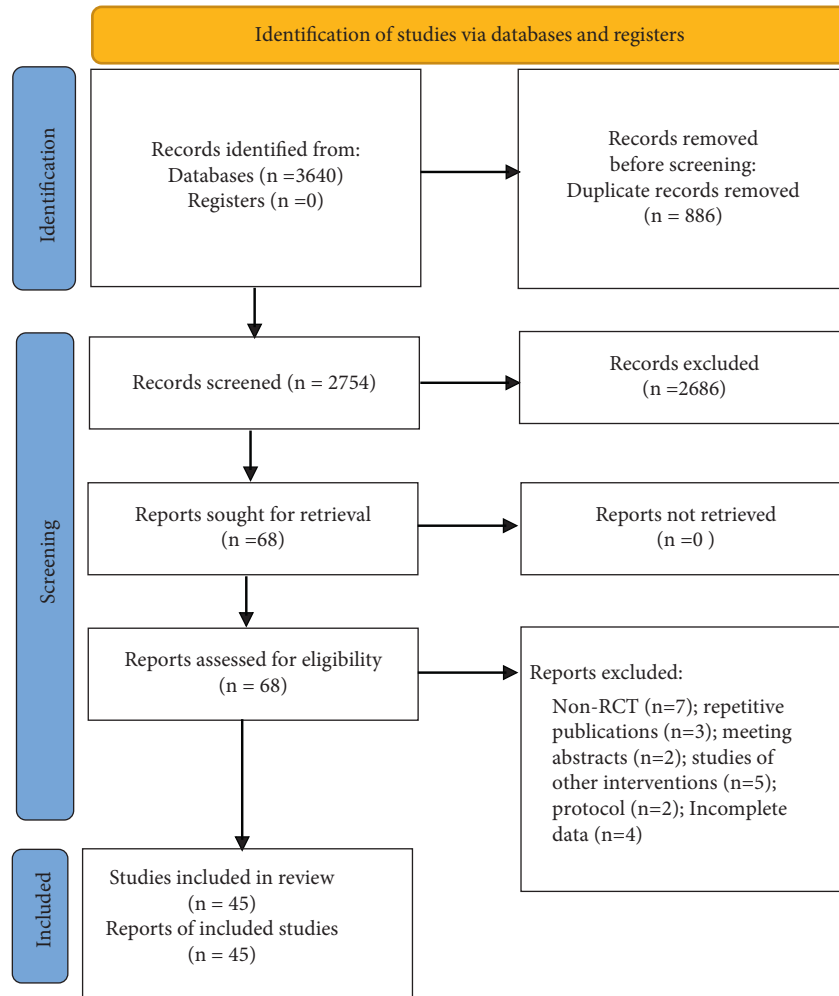 Identification of studies via databases and registers
Identification
Records identified from:
Databases (n =3640)
Registers (n =0)
Records removed
before screening:
Duplicate records removed
(n = 886)
Screening
Records screened (n = 2754)
Records excluded
(n =2686)
Reports sought for retrieval
(n =68)
Reports not retrieved
(n =0 )
Reports assessed for eligibility
(n = 68)
Reports excluded:
Non-RCT (n=7); repetitive
publications (n=3); meeting
abstracts (n=2); studies of
other interventions (n=5);
protocol (n=2); Incomplete
data (n=4)
Included
Studies included in review
(n = 45)
Reports of included studies
(n = 45)